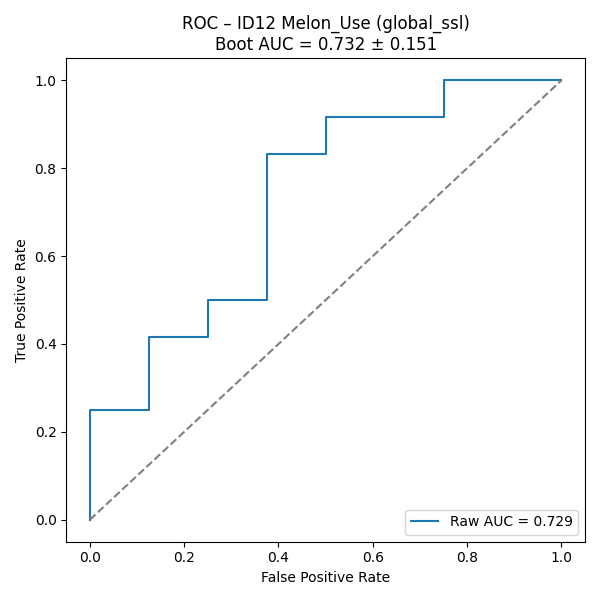 ROC – ID12 Melon_Use (global_ssl)
Boot AUC = 0.732 ± 0.151
1.0
0.8
0.6
0.4
0.2
0.0
True Positive Rate
Raw AUC = 0.729
0.0 0.2 0.4 0.6 0.8 1.0
False Positive Rate